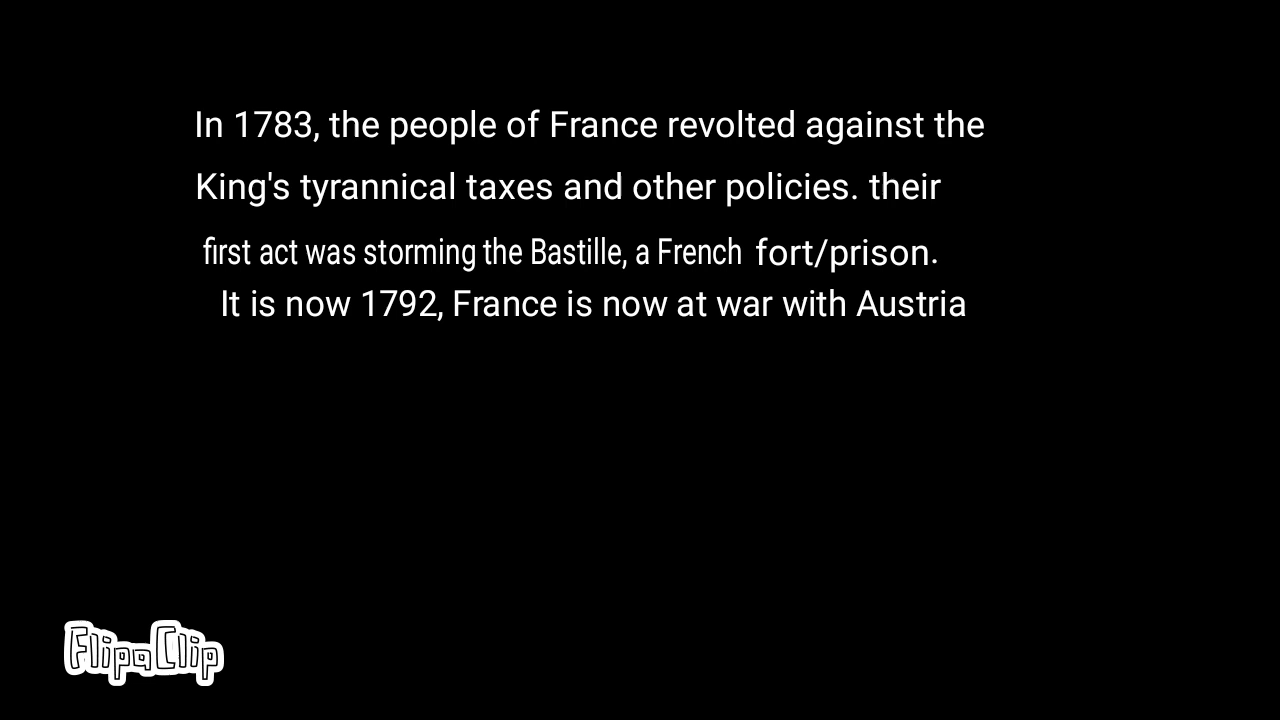 In 1783, the people of France revolted against the
King's tyrannical taxes and other policies. their
first act was storming the Bastille, a French fort/prison.
It is now 1792, France is now at war with Austria
FlipaClip